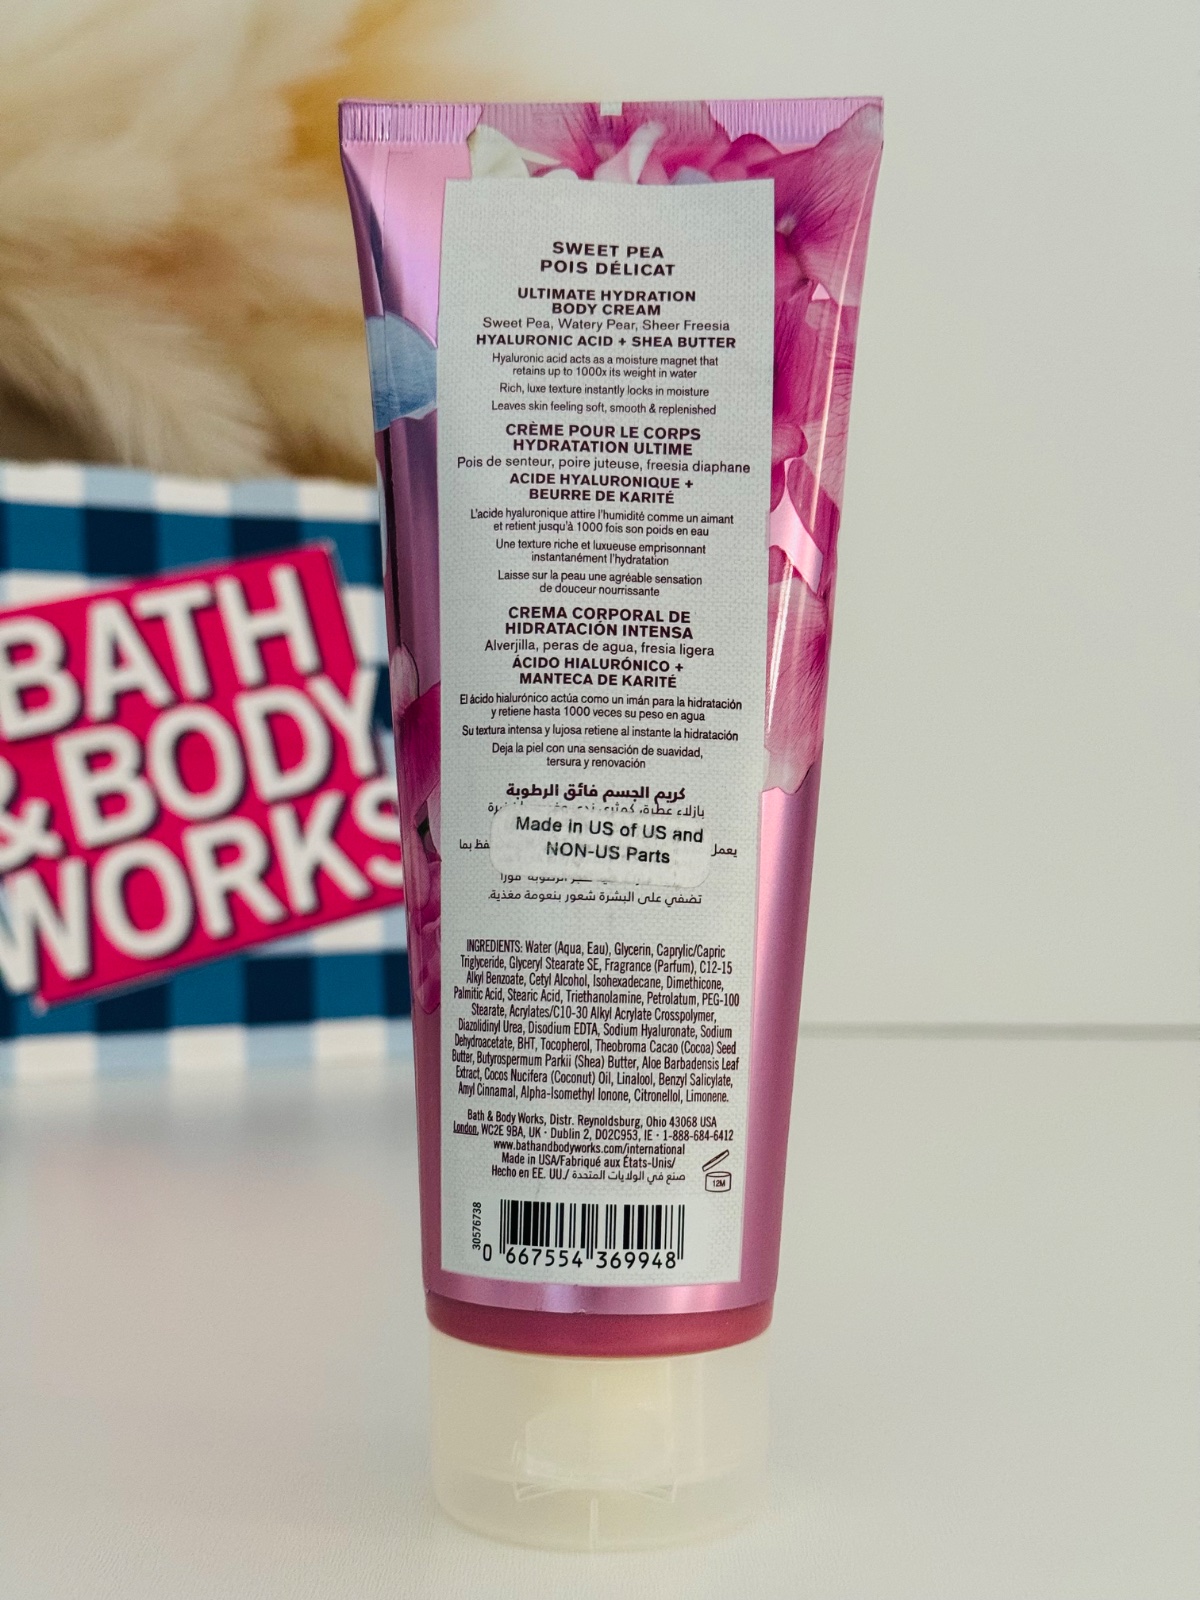 SWEET PEA
POIS DÉLICAT
ULTIMATE HYDRATION
BODY CREAM
Sweet Pea, Watery Pear, Sheer Freesia
HYALURONIC ACID + SHEA BUTTER
Hyaluronic acid acts as a moisture magnet that
retains up to 1000x its weight in water
Rich, luxe texture instantly locks in moisture
Leaves skin feeling soft, smooth & replenished
CRÈME POUR LE CORPS
HYDRATATION ULTIME
Pois de senteur, poire juteuse, freesia diaphane
ACIDE HYALURONIQUE +
BEURRE DE KARITÉ
L'acide hyaluronique attire l'humidité comme un aimant
et retient jusqu'à 1000 fois son poids en eau
Une texture riche et luxueuse emprisonnant
instantanément l'hydratation
Laisse sur la peau une agréable sensation
de douceur nourrissante
CREMA CORPORAL DE
HIDRATACIÓN INTENSA
Alverjilla, peras de agua, fresia ligera
ÁCIDO HIALURÓNICO +
MANTECA DE KARITÉ
El ácido hialurónico actúa como un imán para la hidratación
y retiene hasta 1000 veces su peso en agua
Su textura intensa y lujosa retiene al instante la hidratación
Deja la piel con una sensación de suavidad,
tersura y renovación
كريم الجسم فائق الرطوبة
بازلاء عطرة، كمثرى
Made in US of US and
NON-US Parts
يعمل
تضفي على البشرة شعور بنعومة مغذية.
INGREDIENTS: Water (Aqua, Eau), Glycerin, Caprylic/Capric
Triglyceride, Glyceryl Stearate SE, Fragrance (Parfum), C12-15
Alkyl Benzoate, Cetyl Alcohol, Isohexadecane, Dimethicone,
Palmitic Acid, Stearic Acid, Triethanolamine, Petrolatum, PEG-100
Stearate, Acrylates/C10-30 Alkyl Acrylate Crosspolymer,
Diazolidinyl Urea, Disodium EDTA, Sodium Hyaluronate, Sodium
Dehydroacetate, BHT, Tocopherol, Theobroma Cacao (Cocoa) Seed
Butter, Butyrospermum Parkii (Shea) Butter, Aloe Barbadensis Leaf
Extract, Cocos Nucifera (Coconut) Oil, Linalool, Benzyl Salicylate,
Amyl Cinnamal, Alpha-Isomethyl Ionone, Citronellol, Limonene.
Bath & Body Works, Distr. Reynoldsburg, Ohio 43068 USA
London, WC2E 9BA, UK · Dublin 2, D02C953, IE · 1-888-684-6412
www.bathandbodyworks.com/international
Made in USA/Fabriqué aux États-Unis/
Hecho en EE. UU./ صنع في الولايات المتحدة
12M
30576738
0 667554 369948
BATH
& BODY
WORKS